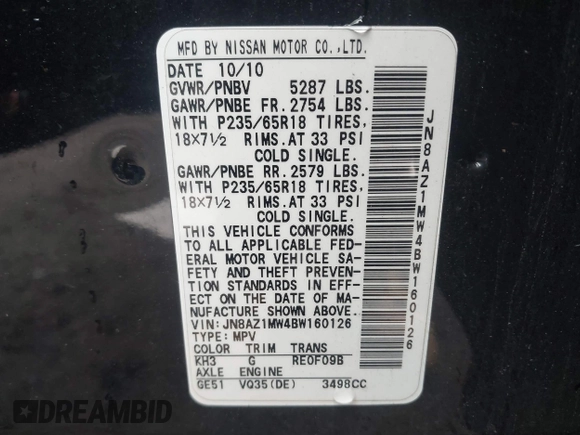 MFD BY NISSAN MOTOR CO.,LTD.
DATE 10/10
GVWR/PNBV 5287 LBS.
GAWR/PNBE FR. 2754 LBS.
WITH P235/65R18 TIRES,
18×7½ RIMS.AT 33 PSI
COLD SINGLE.
GAWR/PNBE RR. 2579 LBS.
WITH P235/65R18 TIRES,
18×7½ RIMS.AT 33 PSI
COLD SINGLE.
THIS VEHICLE CONFORMS
TO ALL APPLICABLE FED-
ERAL MOTOR VEHICLE SA-
FETY AND THEFT PREVEN-
TION STANDARDS IN EFF-
ECT ON THE DATE OF MA-
NUFACTURE SHOWN ABOVE.
VIN: JN8AZ1MW4BW160126
TYPE: MPV
COLOR TRIM TRANS
KH3 G RE0F09B
AXLE ENGINE
GE51 VQ35(DE) 3498CC
JN8AZ1MW4BW160126
DREAMBID